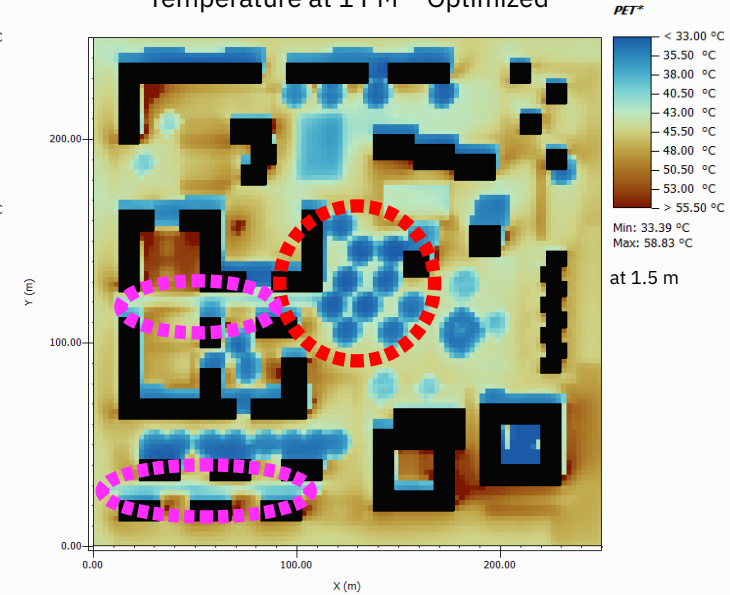 PET*
< 33.00 °C
35.50 °C
38.00 °C
40.50 °C
43.00 °C
45.50 °C
48.00 °C
50.50 °C
53.00 °C
> 55.50 °C
Min: 33.39 °C
Max: 58.83 °C
at 1.5 m
200.00
Y (m)
100.00
0.00
0.00 100.00 200.00
X (m)